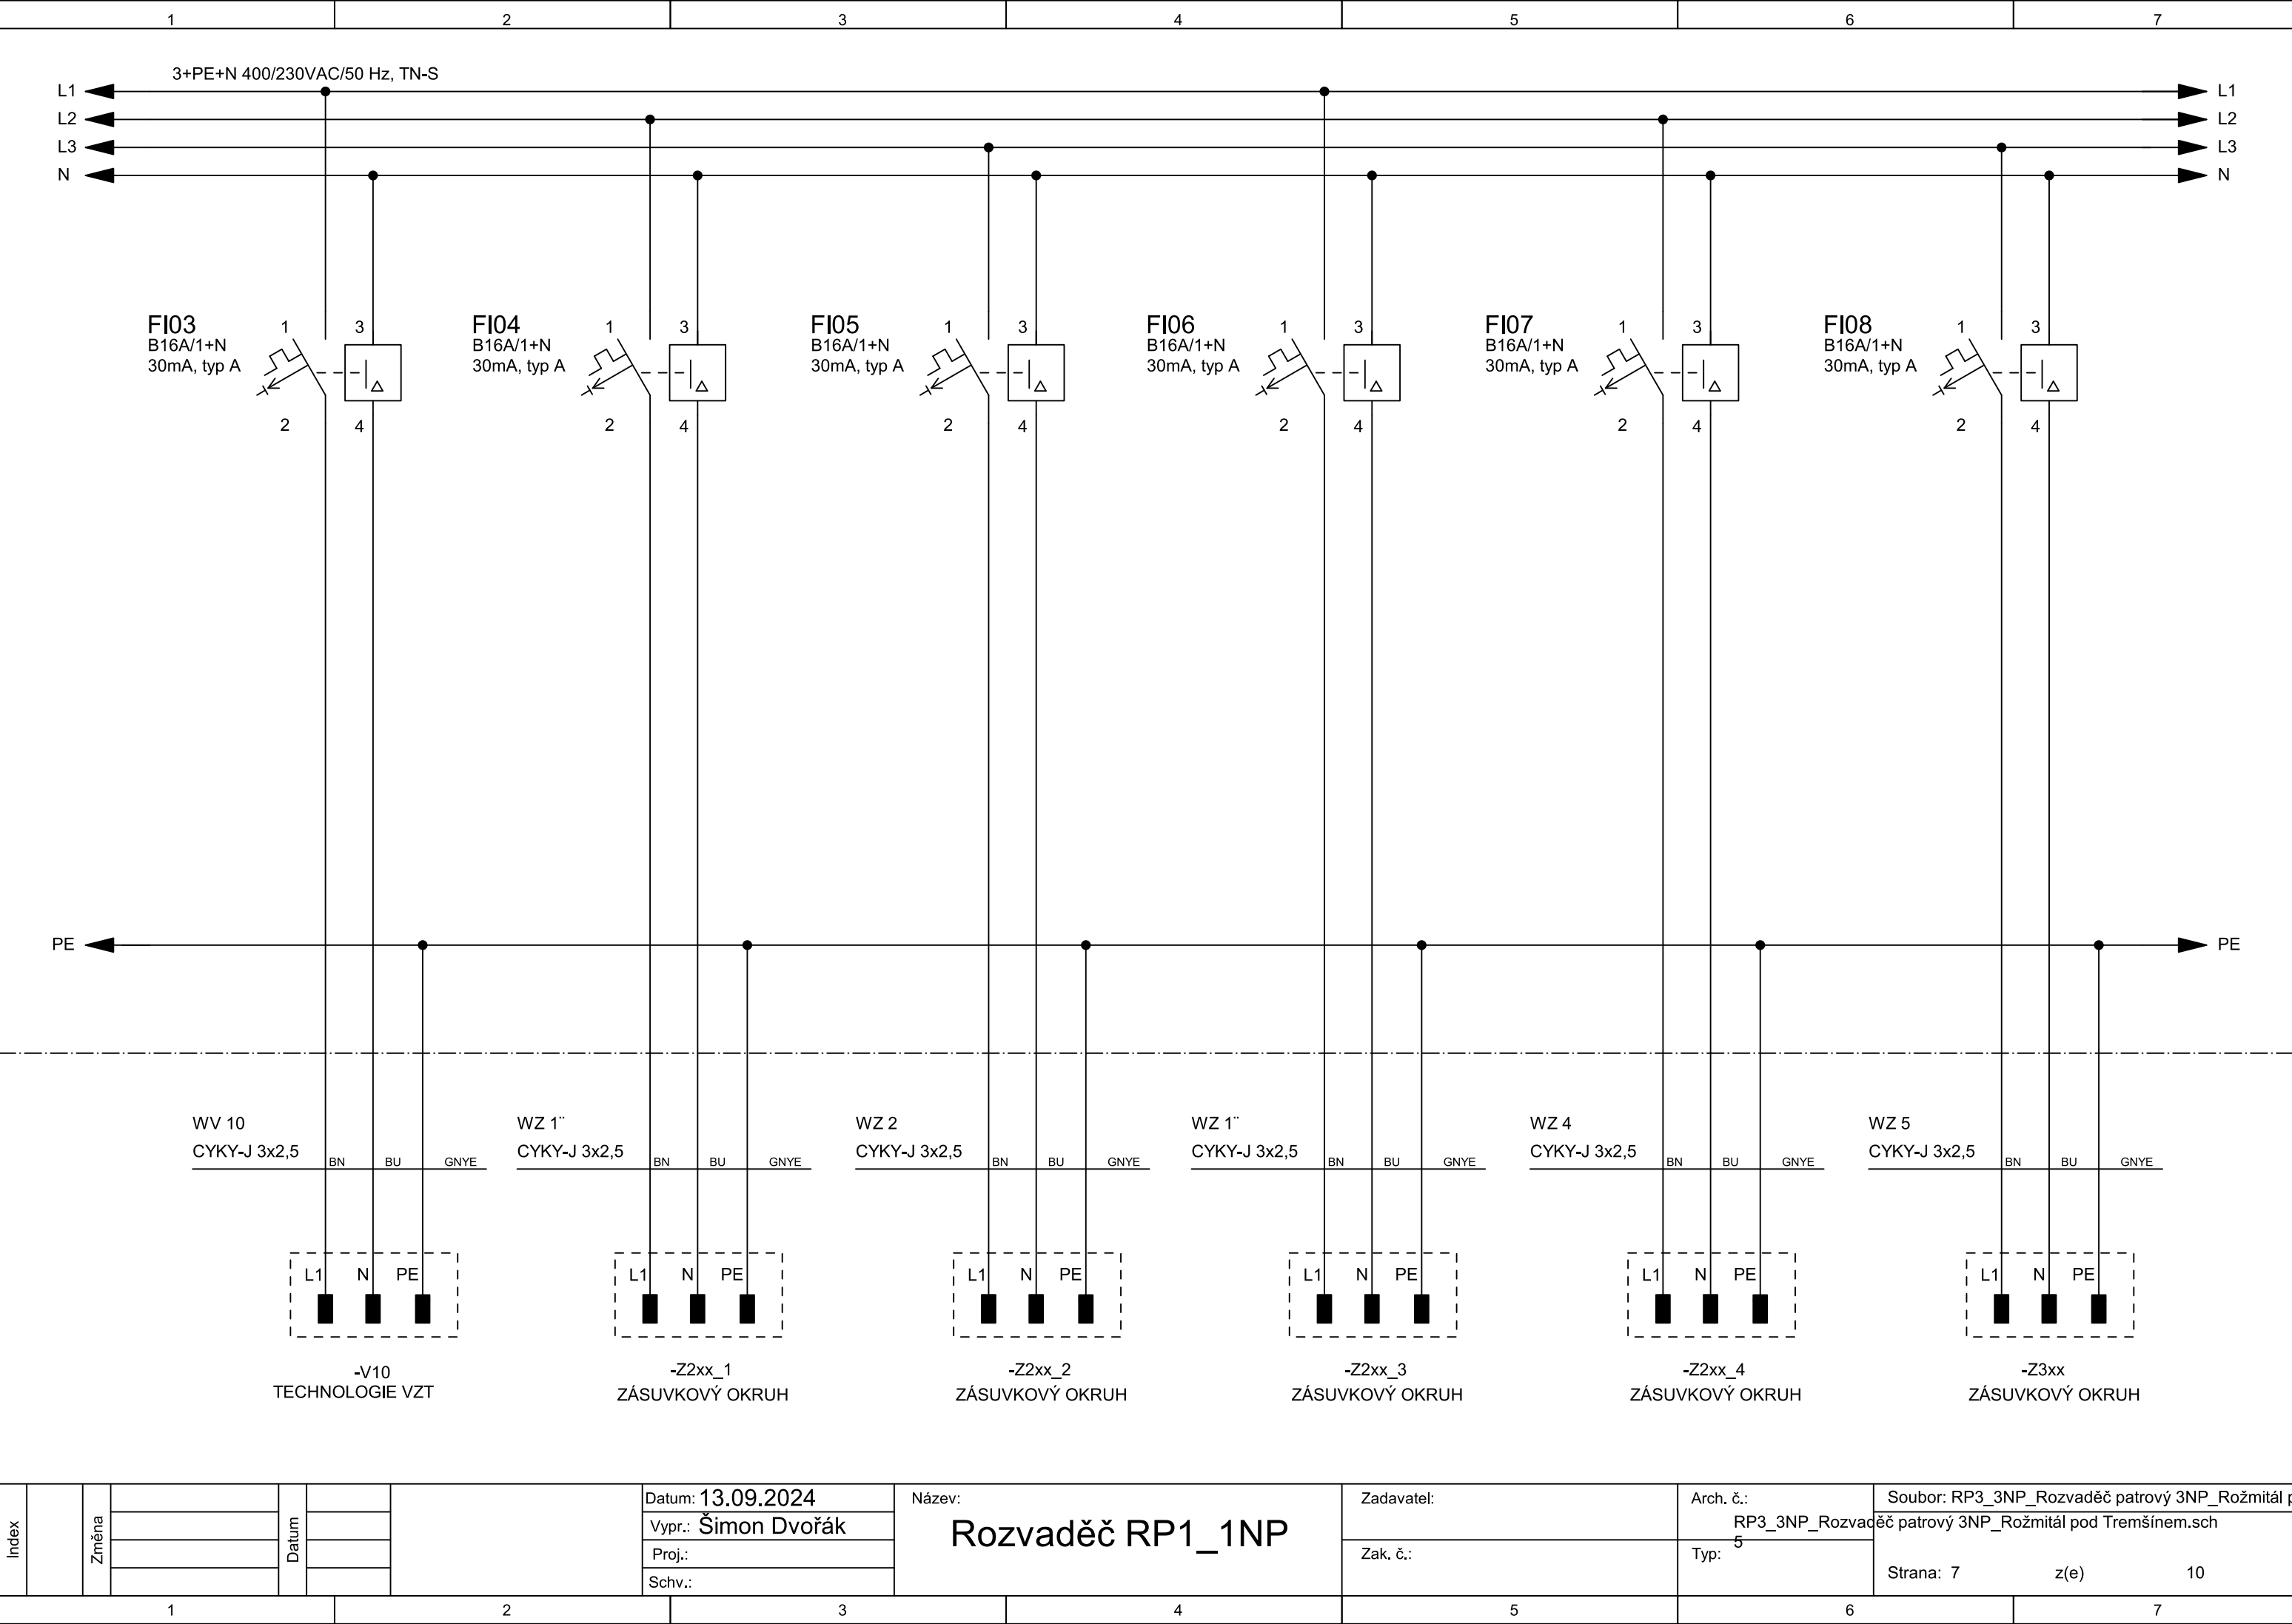 1 2 3 4 5 6 7
3+PE+N 400/230VAC/50 Hz, TN-S
L1 L1
L2 L2
L3 L3
N N
FI03
B16A/1+N
30mA, typ A
1 3
2 4
FI04
B16A/1+N
30mA, typ A
1 3
2 4
FI05
B16A/1+N
30mA, typ A
1 3
2 4
FI06
B16A/1+N
30mA, typ A
1 3
2 4
FI07
B16A/1+N
30mA, typ A
1 3
2 4
FI08
B16A/1+N
30mA, typ A
1 3
2 4
PE PE
WV 10
CYKY-J 3x2,5
BN BU GNYE
WZ 1¨
CYKY-J 3x2,5
BN BU GNYE
WZ 2
CYKY-J 3x2,5
BN BU GNYE
WZ 1¨
CYKY-J 3x2,5
BN BU GNYE
WZ 4
CYKY-J 3x2,5
BN BU GNYE
WZ 5
CYKY-J 3x2,5
BN BU GNYE
L1 N PE
-V10
TECHNOLOGIE VZT
L1 N PE
-Z2xx_1
ZÁSUVKOVÝ OKRUH
L1 N PE
-Z2xx_2
ZÁSUVKOVÝ OKRUH
L1 N PE
-Z2xx_3
ZÁSUVKOVÝ OKRUH
L1 N PE
-Z2xx_4
ZÁSUVKOVÝ OKRUH
L1 N PE
-Z3xx
ZÁSUVKOVÝ OKRUH
Index
Změna
Datum
Datum: 13.09.2024
Vypr.: Šimon Dvořák
Proj.:
Schv.:
Název:
Rozvaděč RP1_1NP
Zadavatel:
Zak. č.:
Arch. č.:
RP3_3NP_Rozvaděč patrový 3NP_Rožmitál pod Tremšínem.sch
5
Typ:
Soubor: RP3_3NP_Rozvaděč patrový 3NP_Rožmitál p
Strana: 7 z(e) 10
1 2 3 4 5 6 7